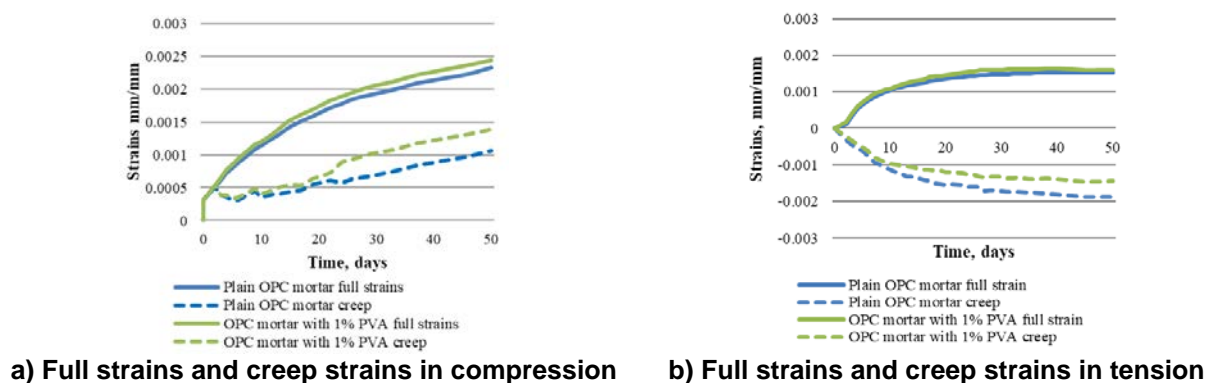 0.003
0.0025
0.002
0.0015
0.001
0.0005
0
Strains mm/mm
0 10 20 30 40 50
Time, days
Plain OPC mortar full strains
Plain OPC mortar creep
OPC mortar with 1% PVA full strains
OPC mortar with 1% PVA creep
a) Full strains and creep strains in compression
0.003
0.002
0.001
0
-0.001
-0.002
-0.003
Strains, mm/mm
0 10 20 30 40 50
Time, days
Plain OPC mortar full strain
Plain OPC mortar creep
OPC mortar with 1% PVA full strain
OPC mortar with 1% PVA creep
b) Full strains and creep strains in tension